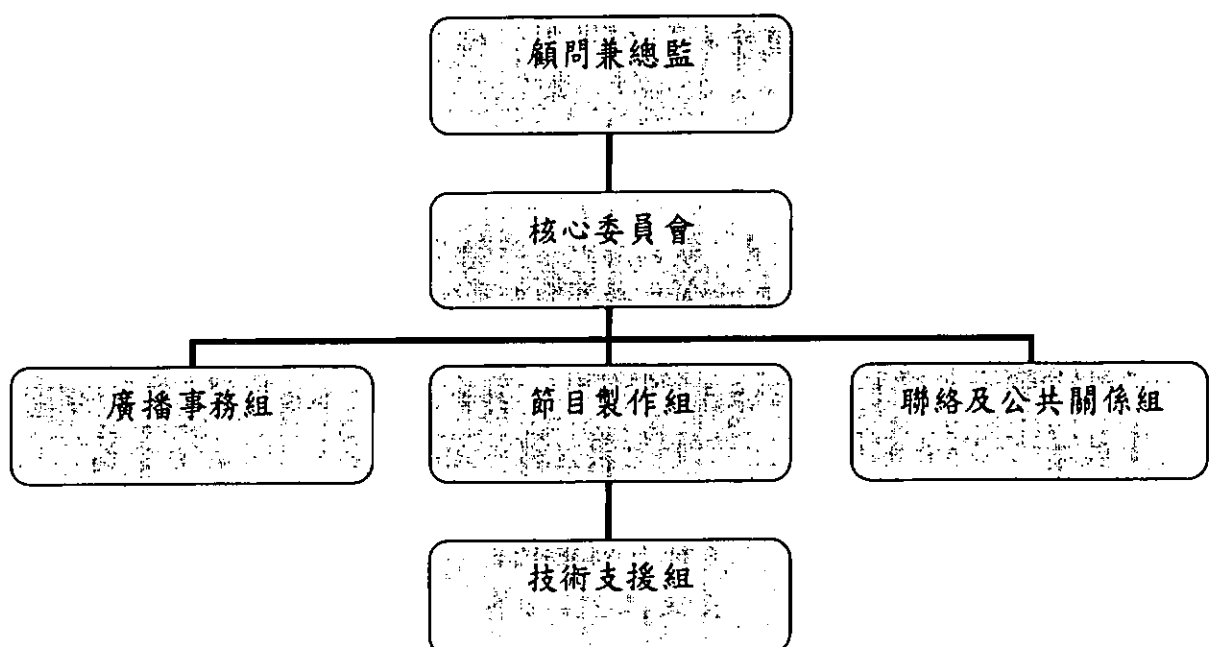 顧問兼總監
核心委員會
廣播事務組
節目製作組
聯絡及公共關係組
技術支援組